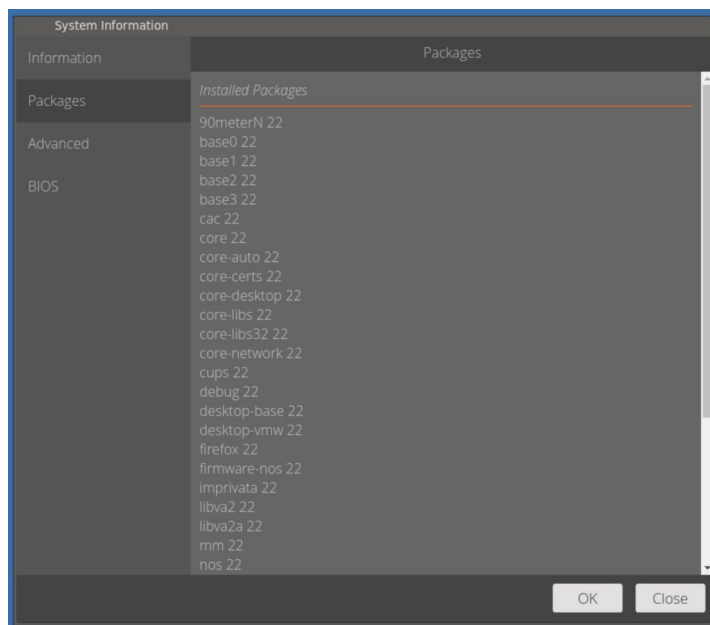 System Information
Information
Packages
Advanced
BIOS
Packages
Installed Packages
90meterN 22
base0 22
base1 22
base2 22
base3 22
cac 22
core 22
core-auto 22
core-certs 22
core-desktop 22
core-libs 22
core-libs32 22
core-network 22
cups 22
debug 22
desktop-base 22
desktop-vmw 22
firefox 22
firmware-nos 22
imprivata 22
libva2 22
libva2a 22
mm 22
nos 22
OK
Close